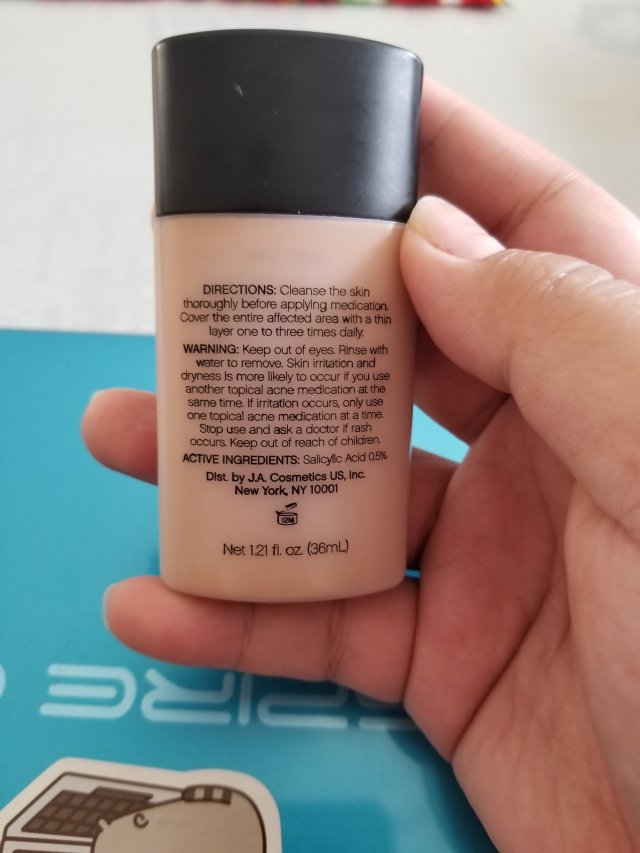 DIRECTIONS: Cleanse the skin
thoroughly before applying medication.
Cover the entire affected area with a thin
layer one to three times daily.
WARNING: Keep out of eyes. Rinse with
water to remove. Skin irritation and
dryness is more likely to occur if you use
another topical acne medication at the
same time. If irritation occurs, only use
one topical acne medication at a time.
Stop use and ask a doctor if rash
occurs. Keep out of reach of children.
ACTIVE INGREDIENTS: Salicylic Acid 0.5%
Dist. by J.A. Cosmetics US, Inc.
New York, NY 10001
12M
Net 1.21 fl. oz. (36mL)